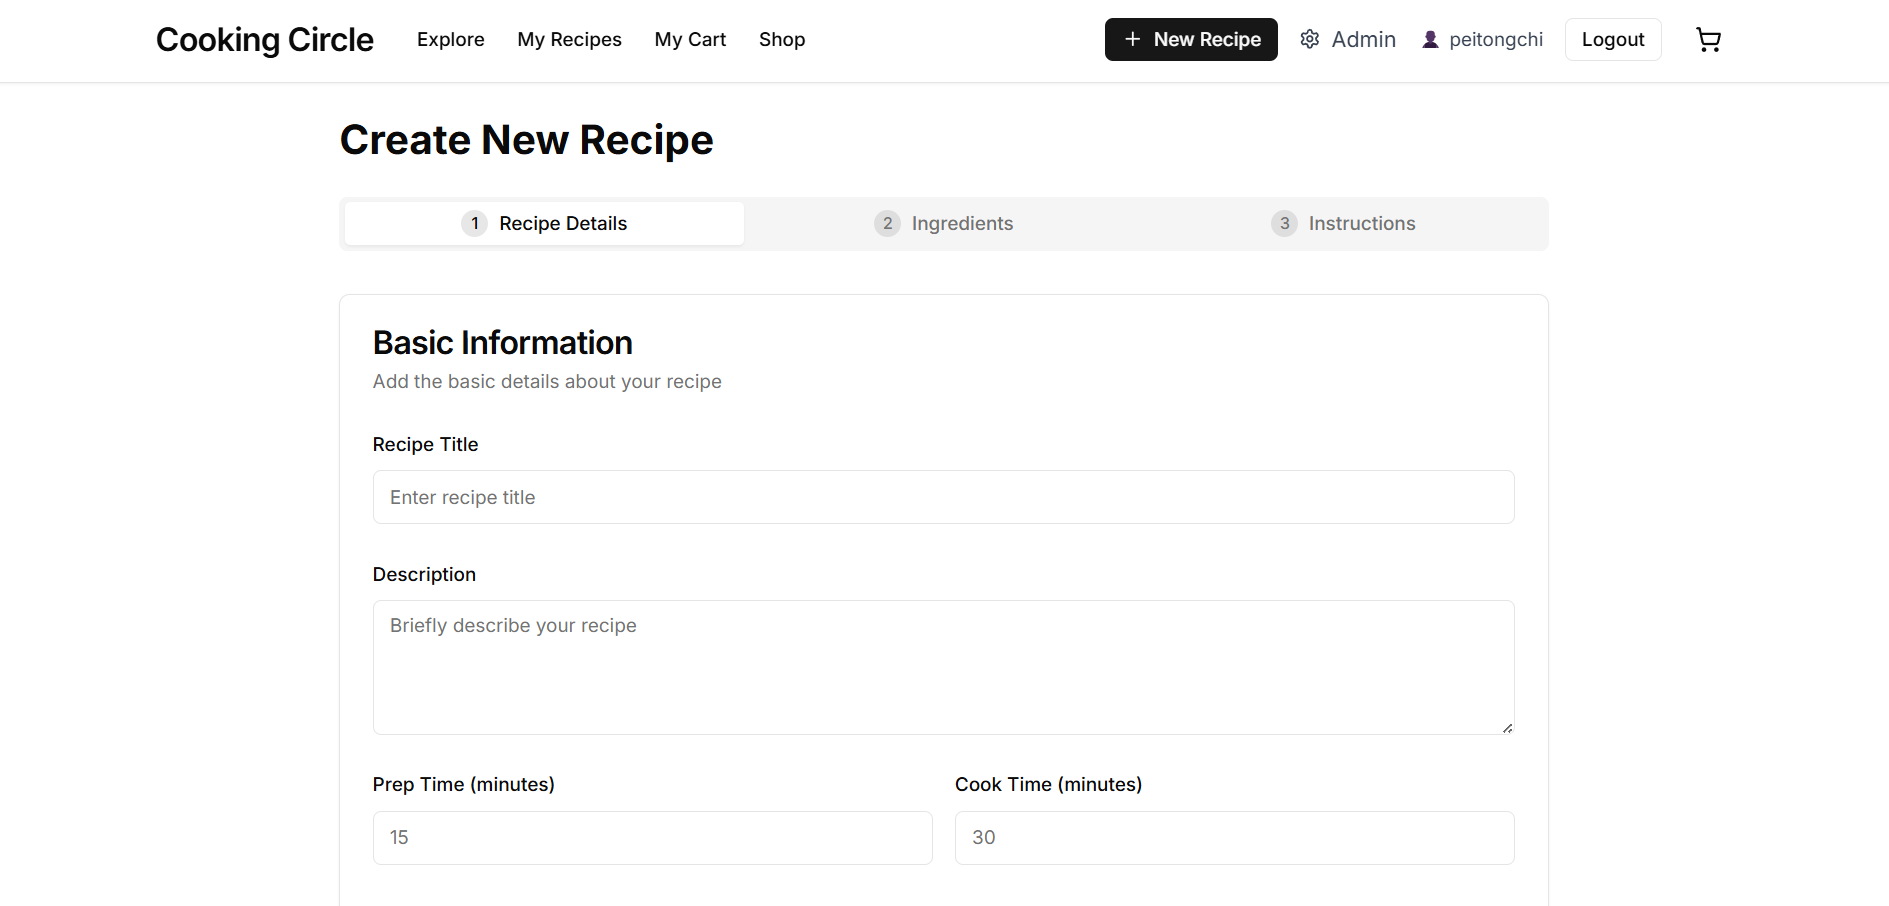 Cooking Circle Explore My Recipes My Cart Shop New Recipe Admin peitongchi Logout
Create New Recipe
1 Recipe Details 2 Ingredients 3 Instructions
Basic Information
Add the basic details about your recipe
Recipe Title
Enter recipe title
Description
Briefly describe your recipe
Prep Time (minutes) Cook Time (minutes)
15 30